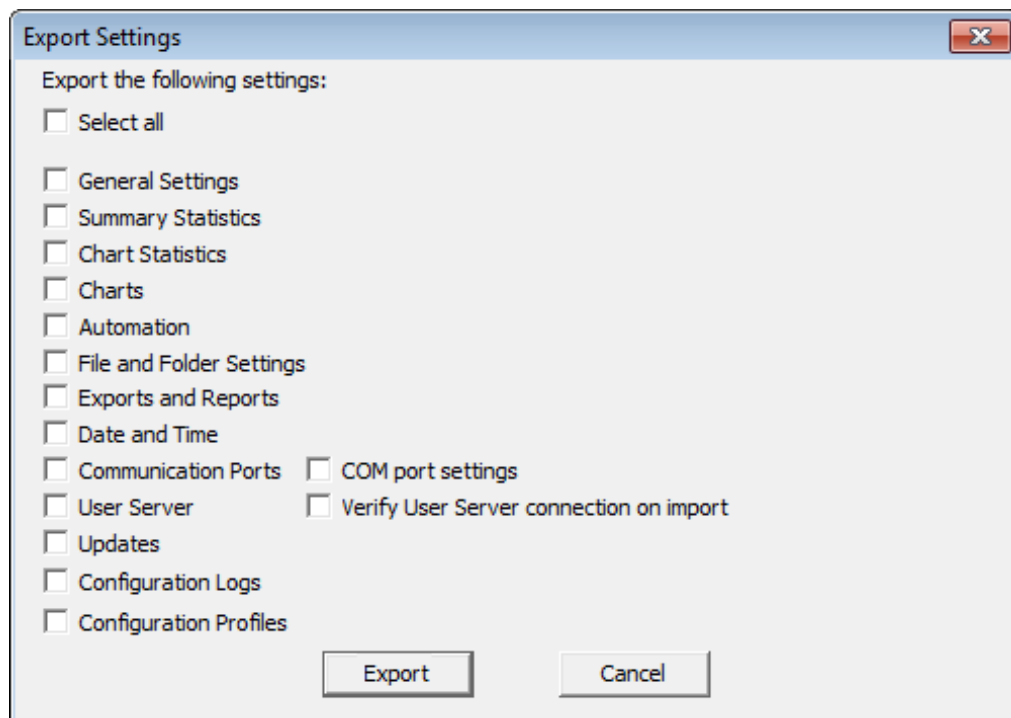 Export Settings
Export the following settings:
Select all
General Settings
Summary Statistics
Chart Statistics
Charts
Automation
File and Folder Settings
Exports and Reports
Date and Time
Communication Ports COM port settings
User Server Verify User Server connection on import
Updates
Configuration Logs
Configuration Profiles
Export Cancel